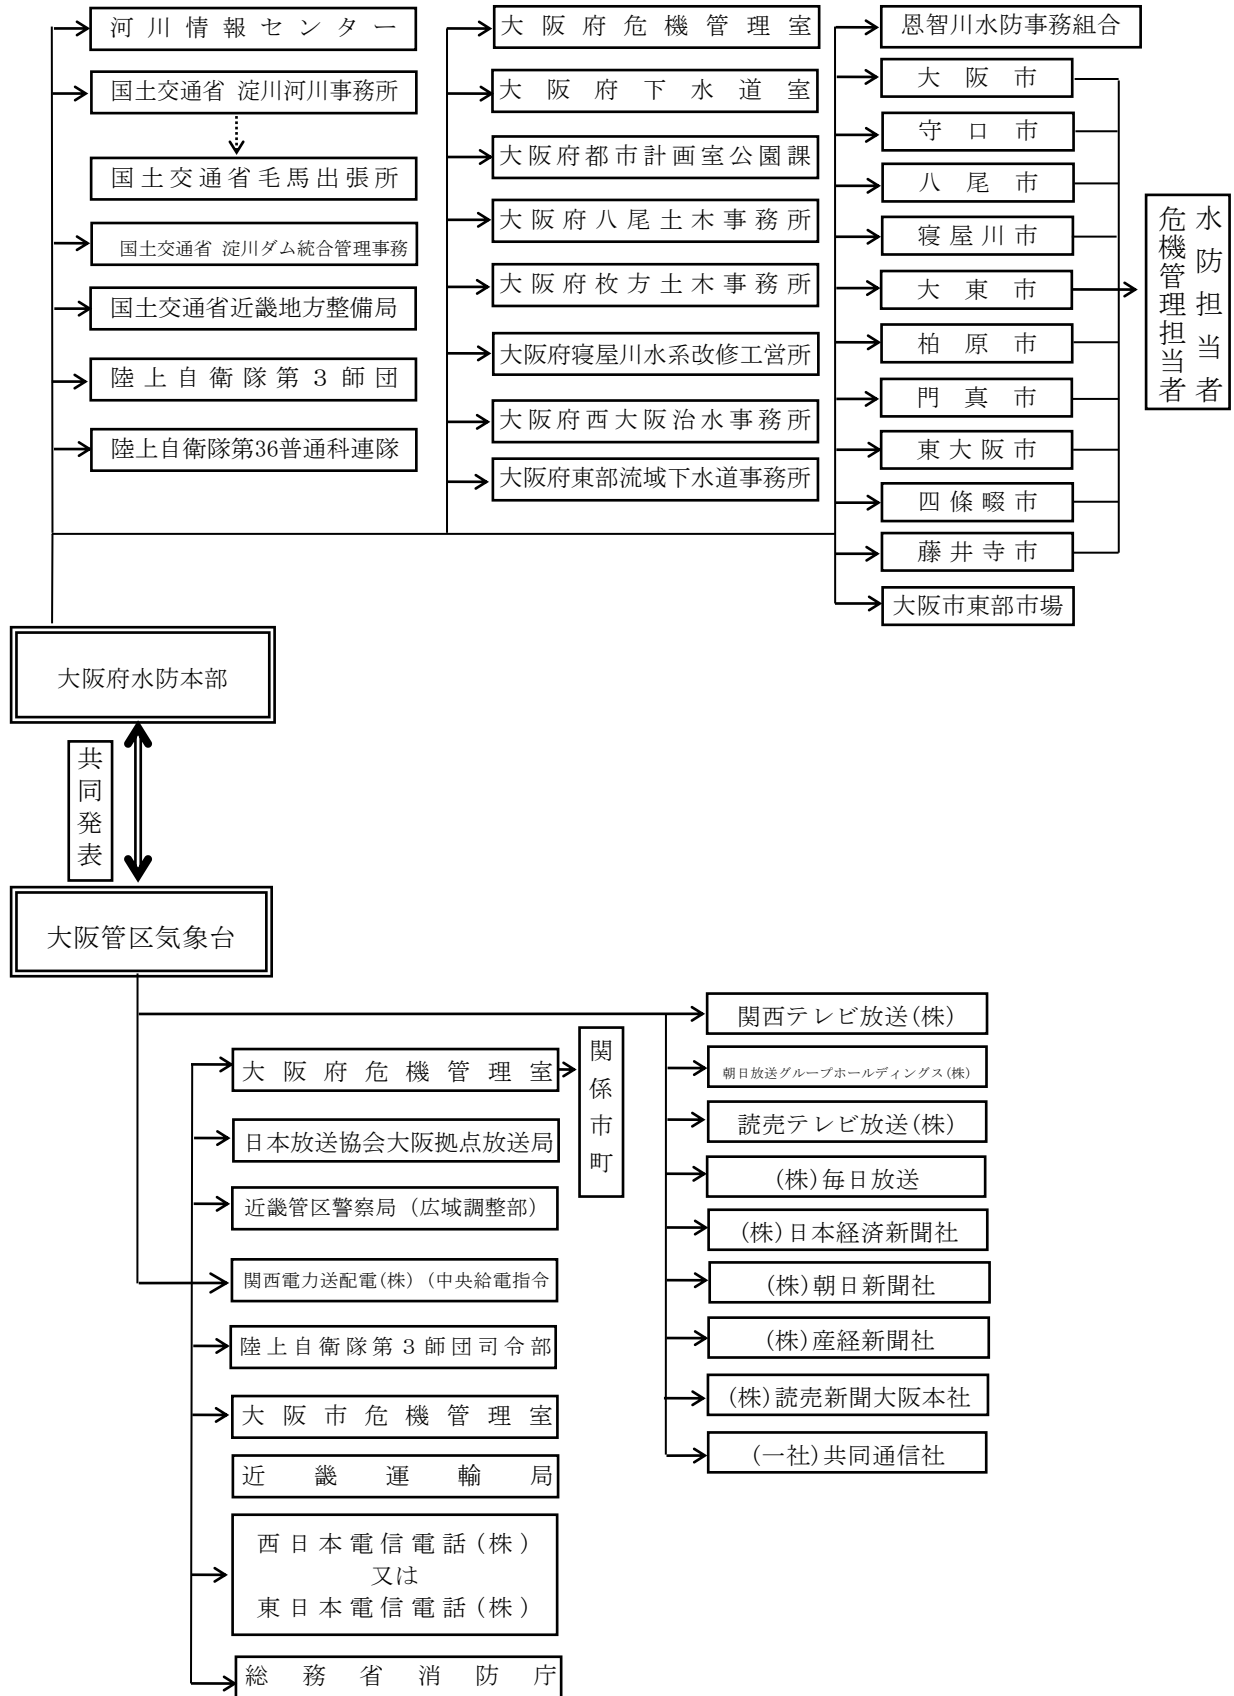 河川情報センター
国土交通省 淀川河川事務所
国土交通省毛馬出張所
国土交通省 淀川ダム統合管理事務
国土交通省近畿地方整備局
陸上自衛隊第３師団
陸上自衛隊第36普通科連隊
大阪府危機管理室
大阪府下水道室
大阪府都市計画室公園課
大阪府八尾土木事務所
大阪府枚方土木事務所
大阪府寝屋川水系改修工営所
大阪府西大阪治水事務所
大阪府東部流域下水道事務所
恩智川水防事務組合
大阪市
守口市
八尾市
寝屋川市
大東市
柏原市
門真市
東大阪市
四條畷市
藤井寺市
大阪市東部市場
水防担当者
危機管理担当者
大阪府水防本部
共同発表
大阪管区気象台
大阪府危機管理室
関係市町
日本放送協会大阪拠点放送局
近畿管区警察局（広域調整部）
関西電力送配電(株)（中央給電指令
陸上自衛隊第３師団司令部
大阪市危機管理室
近畿運輸局
西日本電信電話(株)
又は
東日本電信電話(株)
総務省消防庁
関西テレビ放送(株)
朝日放送グループホールディングス(株)
読売テレビ放送(株)
(株)毎日放送
(株)日本経済新聞社
(株)朝日新聞社
(株)産経新聞社
(株)読売新聞大阪本社
(一社)共同通信社